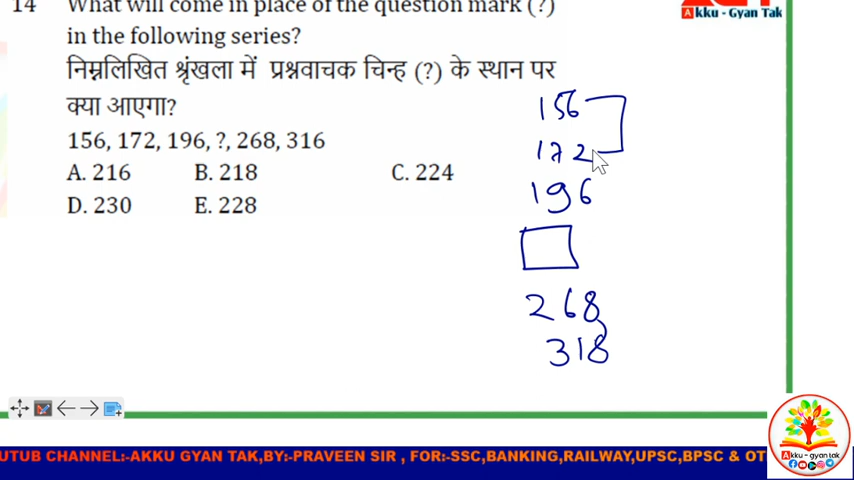 14 What will come in place of the question mark (?)
in the following series?
निम्नलिखित श्रृंखला में प्रश्नवाचक चिन्ह (?) के स्थान पर
क्या आएगा?
156, 172, 196, ?, 268, 316
A. 216 B. 218 C. 224
D. 230 E. 228
156
172
196
268
318
Akku - Gyan Tak
UTUB CHANNEL:-AKKU GYAN TAK,BY:-PRAVEEN SIR , FOR:-SSC,BANKING,RAILWAY,UPSC,BPSC & OT
Akku - gyan tak